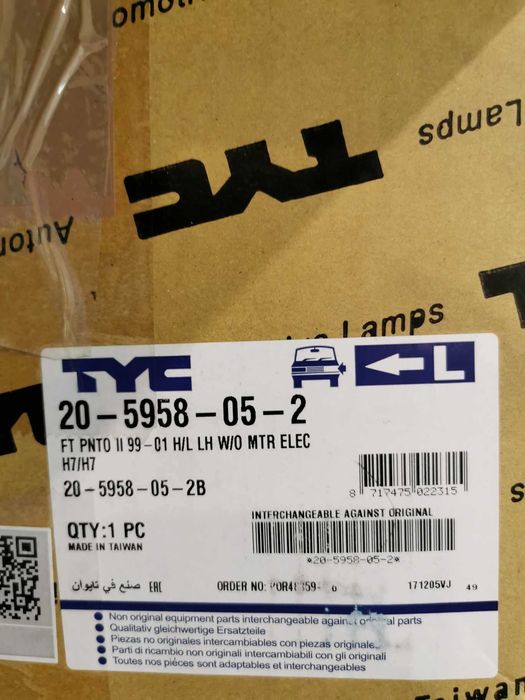 omoti
Lamps
TYC
Automo
Lamps
TYC
L
20-5958-05-2
FT PNTO II 99-01 H/L LH W/O MTR ELEC
H7/H7
20-5958-05-2B
8 717475 022315
INTERCHANGEABLE AGAINST ORIGINAL
QTY:1 PC
MADE IN TAIWAN
*20-5958-05-2*
صنع في تايوان
ORDER NO:
171205VJ
49
Non original equipment parts interchangeable against parts
Qualitativ gleichwertige Ersatzteile
Piezas no originales intercambiables con piezas originale
Parti di ricambio non originali intercambiabili con gli originali
Toutes nos piéces sont adaptables et interchangeables
Taiwan